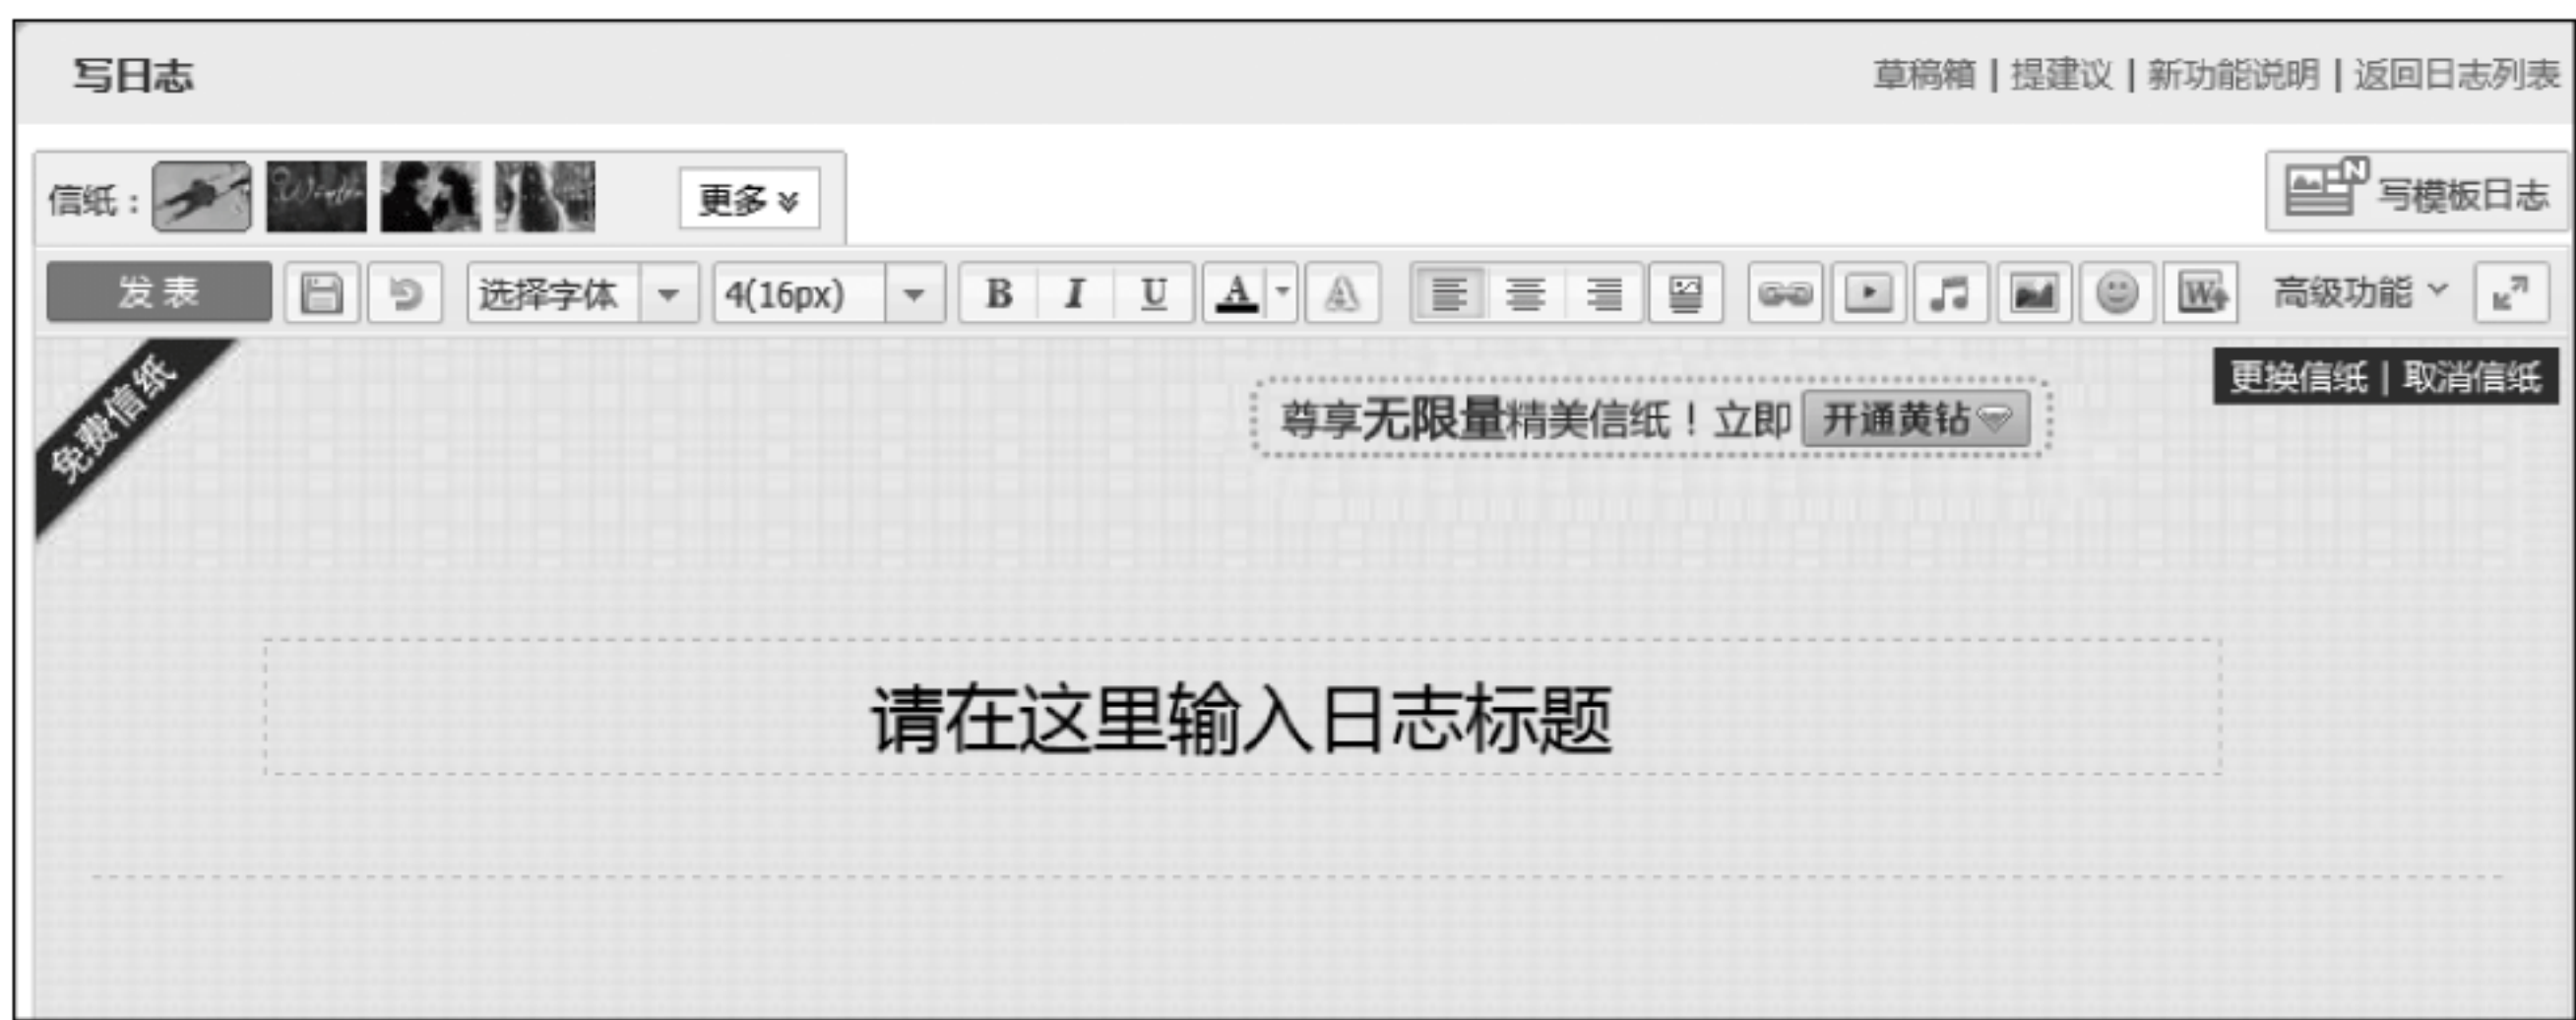 写日志
草稿箱 | 提建议 | 新功能说明 | 返回日志列表
信纸：
更多
写模板日志
发表 选择字体 4(16px) B I U A A 高级功能
免费信纸
更换信纸 | 取消信纸
尊享无限量精美信纸！立即 开通黄钻
请在这里输入日志标题